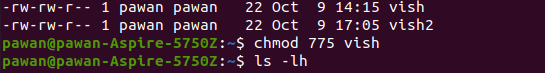 -rw-rw-r-- 1 pawan pawan   22 Oct  9 14:15 vish
-rw-rw-r-- 1 pawan pawan   22 Oct  9 17:05 vish2
pawan@pawan-Aspire-5750Z:~$ chmod 775 vish
pawan@pawan-Aspire-5750Z:~$ ls -lh